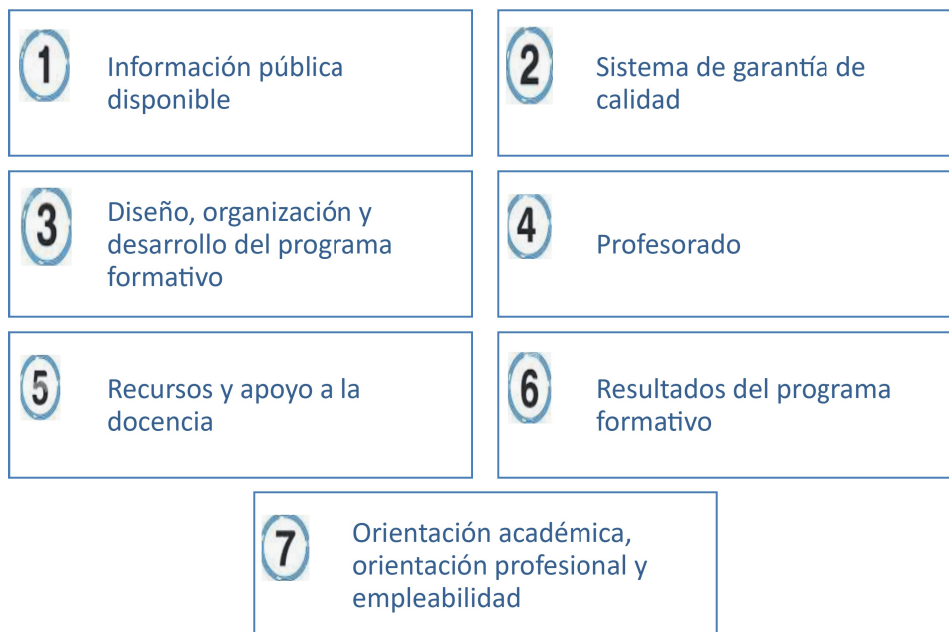 1
Información pública
disponible
2
Sistema de garantía de
calidad
3
Diseño, organización y
desarrollo del programa
formativo
4
Profesorado
5
Recursos y apoyo a la
docencia
6
Resultados del programa
formativo
7
Orientación académica,
orientación profesional y
empleabilidad